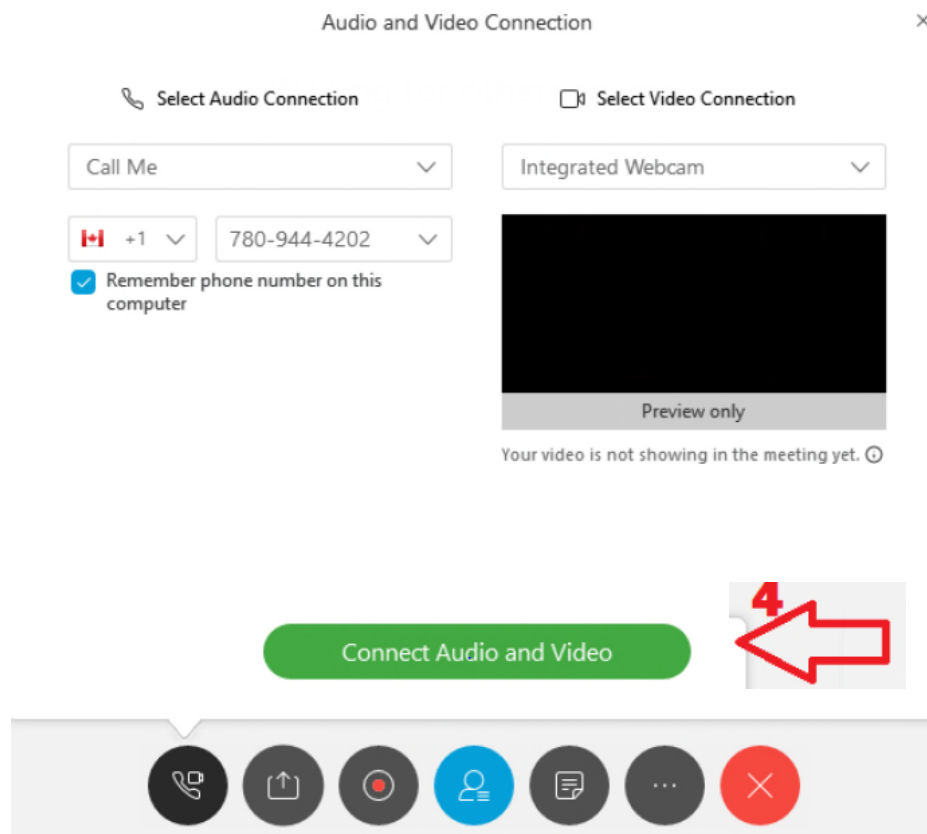 Audio and Video Connection
Select Audio Connection
Select Video Connection
Call Me
Integrated Webcam
+1
780-944-4202
Remember phone number on this
computer
Preview only
Your video is not showing in the meeting yet.
4
Connect Audio and Video